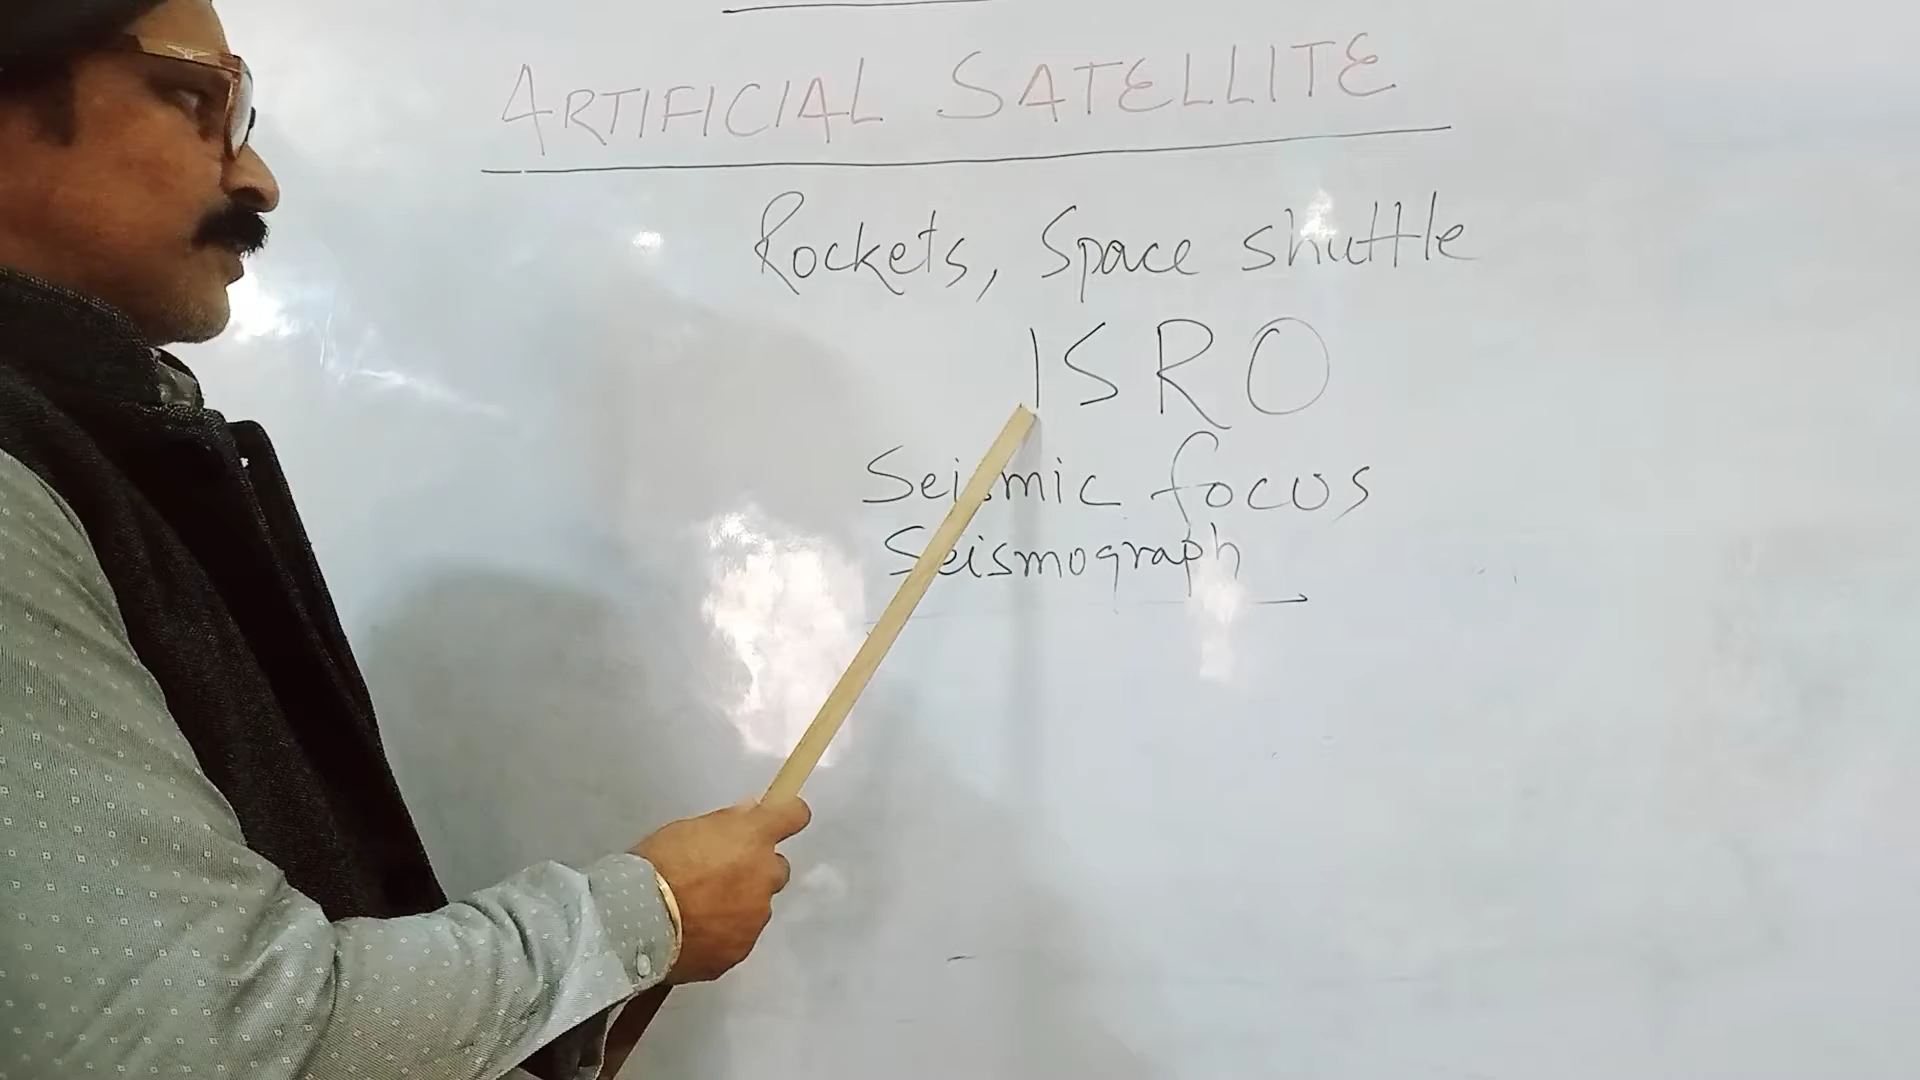 ARTIFICIAL SATELLITE
Rockets, Space shuttle
ISRO
Seismic focus
Seismograph